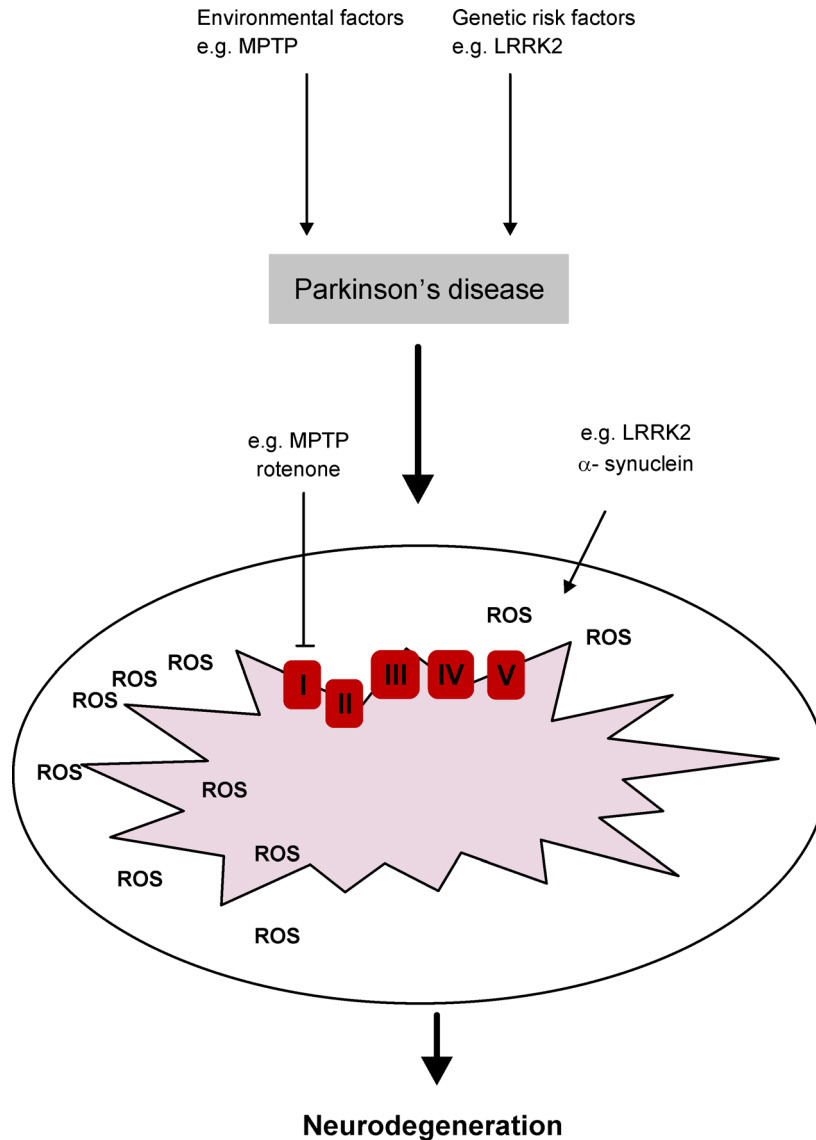 Environmental factors
e.g. MPTP
Genetic risk factors
e.g. LRRK2
Parkinson's disease
e.g. MPTP
rotenone
e.g. LRRK2
α- synuclein
ROS
ROS
ROS
ROS
ROS
I
II
III
IV
V
ROS
ROS
ROS
ROS
ROS
Neurodegeneration